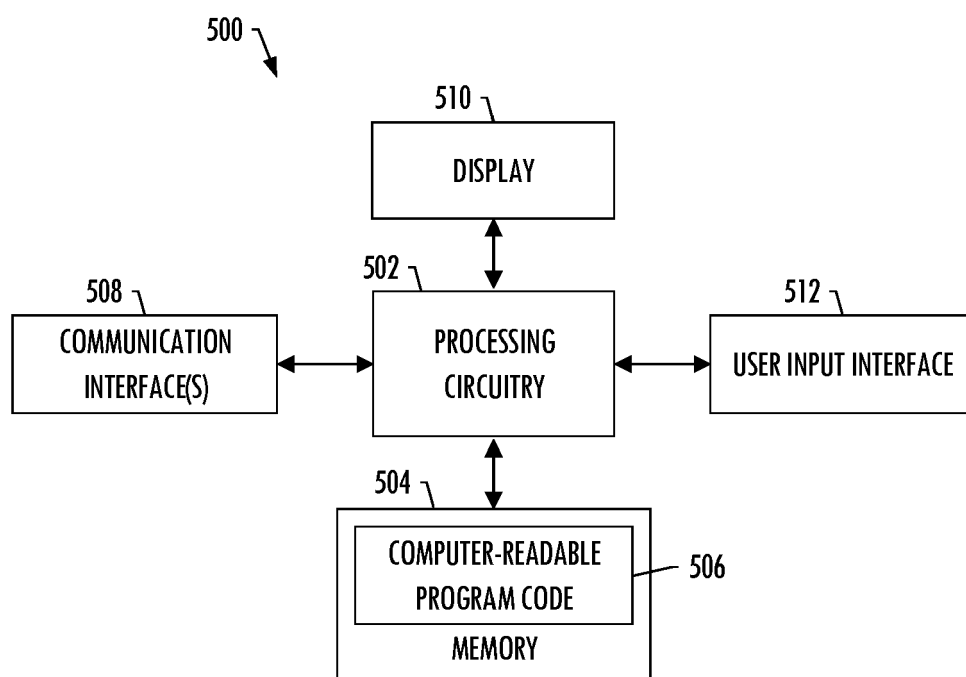 500
510
DISPLAY
502
508
512
COMMUNICATION
INTERFACE(S)
PROCESSING
CIRCUITRY
USER INPUT INTERFACE
504
COMPUTER-READABLE
PROGRAM CODE
506
MEMORY